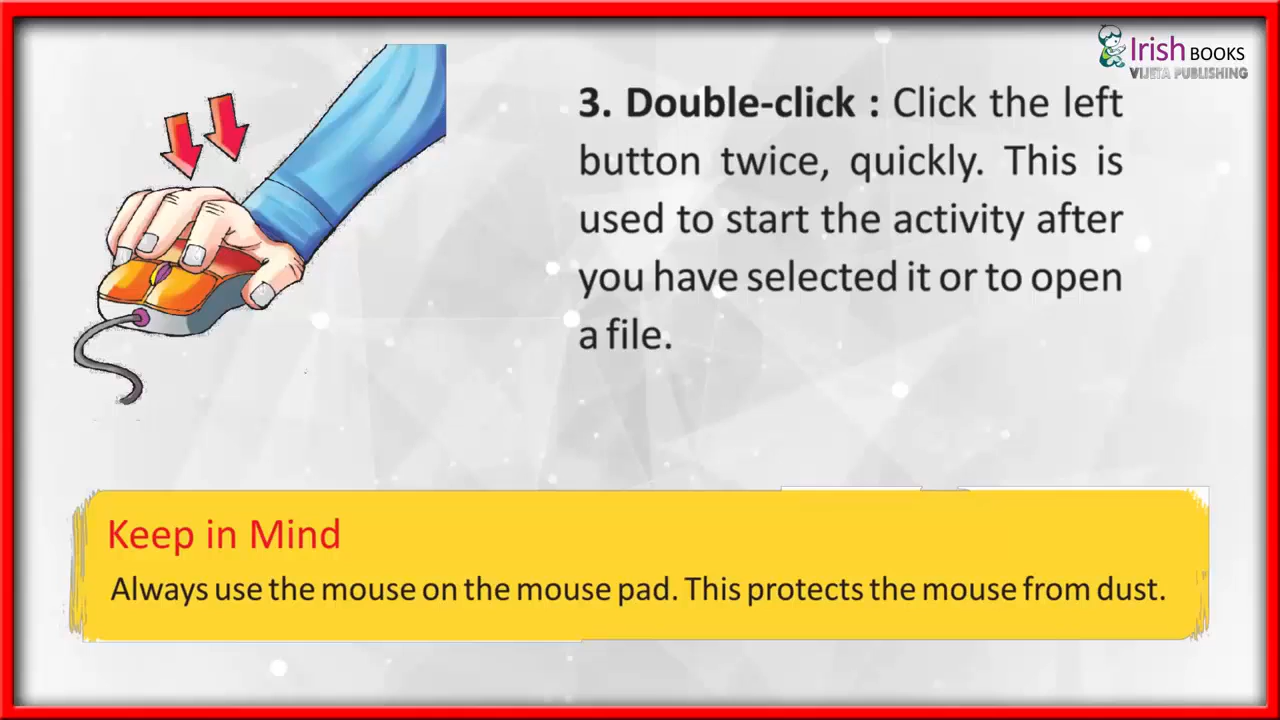 Irish BOOKS
VIJETA PUBLISHING
3. Double-click : Click the left
button twice, quickly. This is
used to start the activity after
you have selected it or to open
a file.
Keep in Mind
Always use the mouse on the mouse pad. This protects the mouse from dust.